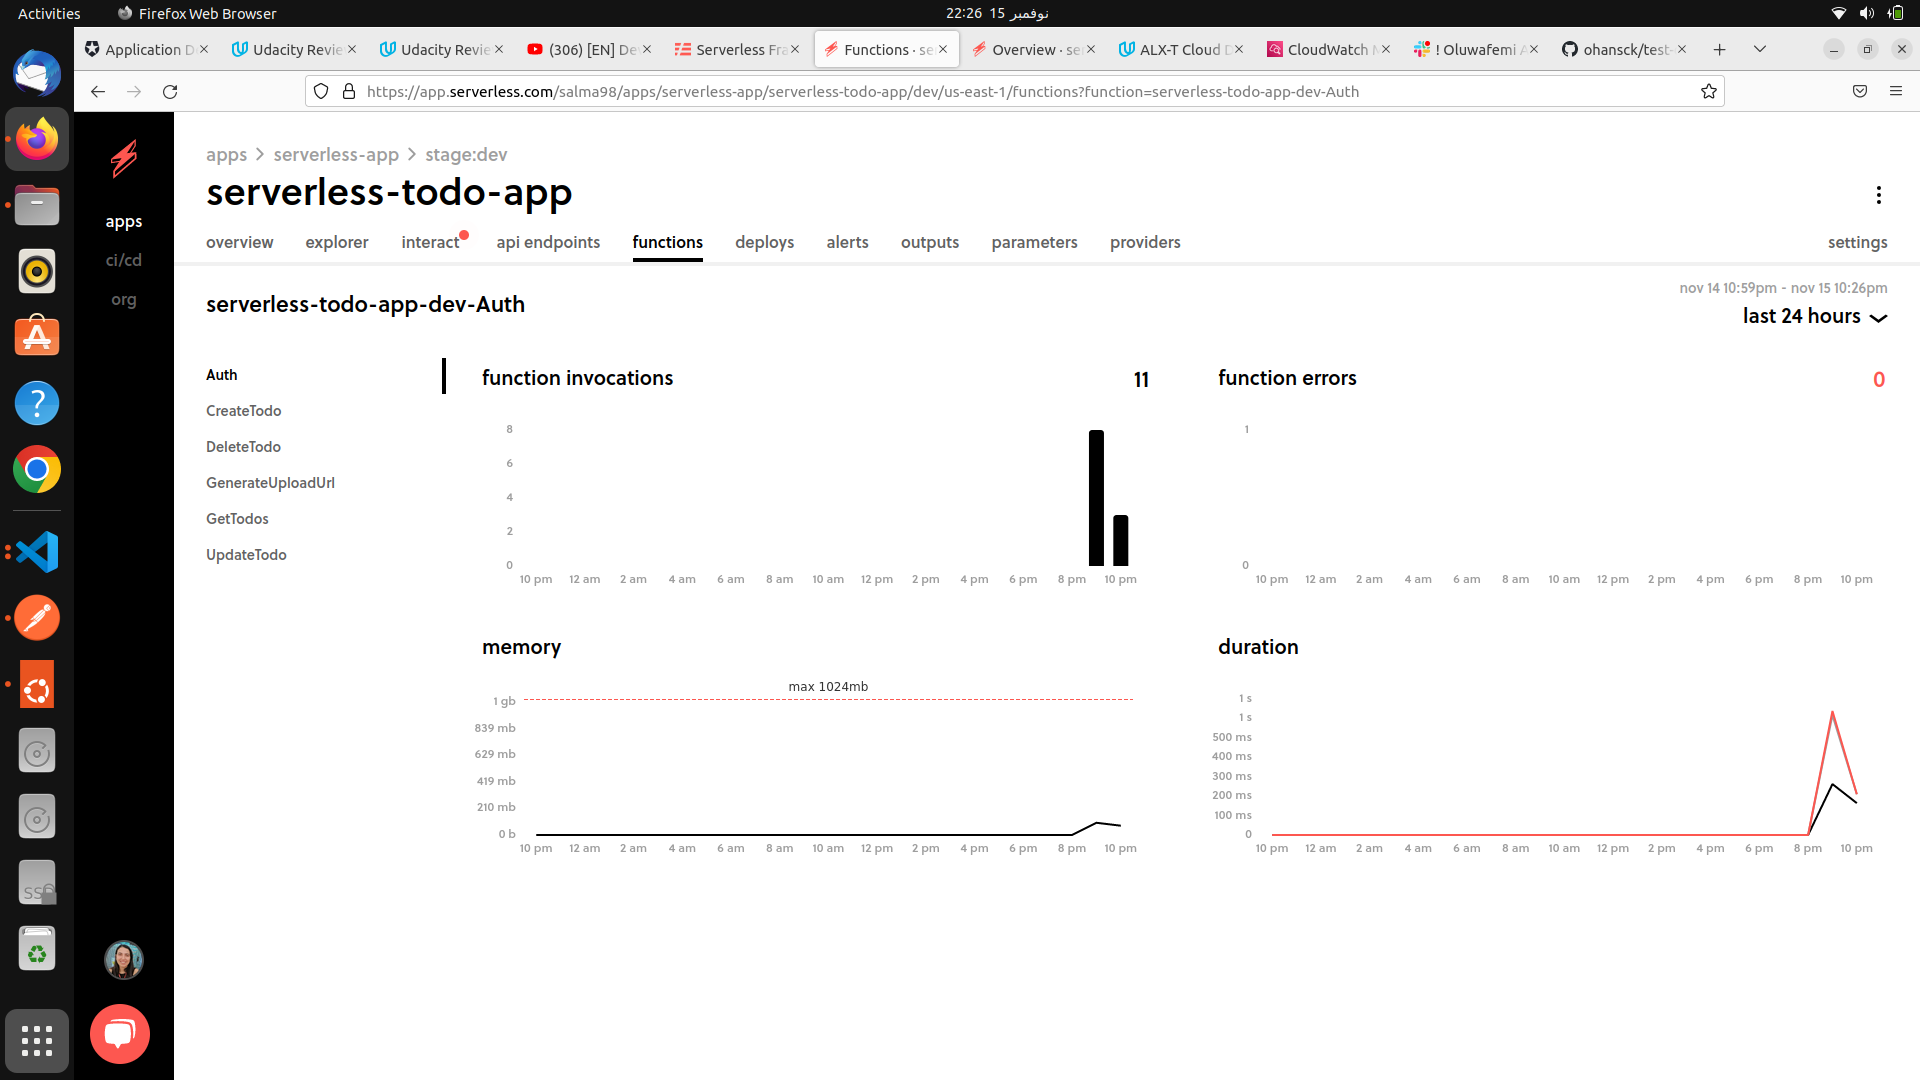 Activities
Firefox Web Browser
22:26 15 نوفمبر
Application D
Udacity Revie
Udacity Revie
(306) [EN] De
Serverless Fra
Functions · se
Overview · se
ALX-T Cloud D
CloudWatch M
! Oluwafemi A
ohansck/test-
https://app.serverless.com/salma98/apps/serverless-app/serverless-todo-app/dev/us-east-1/functions?function=serverless-todo-app-dev-Auth
apps
ci/cd
org
apps > serverless-app > stage:dev
serverless-todo-app
overview explorer interact api endpoints functions deploys alerts outputs parameters providers settings
serverless-todo-app-dev-Auth
nov 14 10:59pm - nov 15 10:26pm
last 24 hours
Auth
CreateTodo
DeleteTodo
GenerateUploadUrl
GetTodos
UpdateTodo
function invocations 11
8
6
4
2
0
10 pm 12 am 2 am 4 am 6 am 8 am 10 am 12 pm 2 pm 4 pm 6 pm 8 pm 10 pm
function errors 0
1
0
10 pm 12 am 2 am 4 am 6 am 8 am 10 am 12 pm 2 pm 4 pm 6 pm 8 pm 10 pm
memory
max 1024mb
1 gb
839 mb
629 mb
419 mb
210 mb
0 b
10 pm 12 am 2 am 4 am 6 am 8 am 10 am 12 pm 2 pm 4 pm 6 pm 8 pm 10 pm
duration
1 s
1 s
500 ms
400 ms
300 ms
200 ms
100 ms
0
10 pm 12 am 2 am 4 am 6 am 8 am 10 am 12 pm 2 pm 4 pm 6 pm 8 pm 10 pm